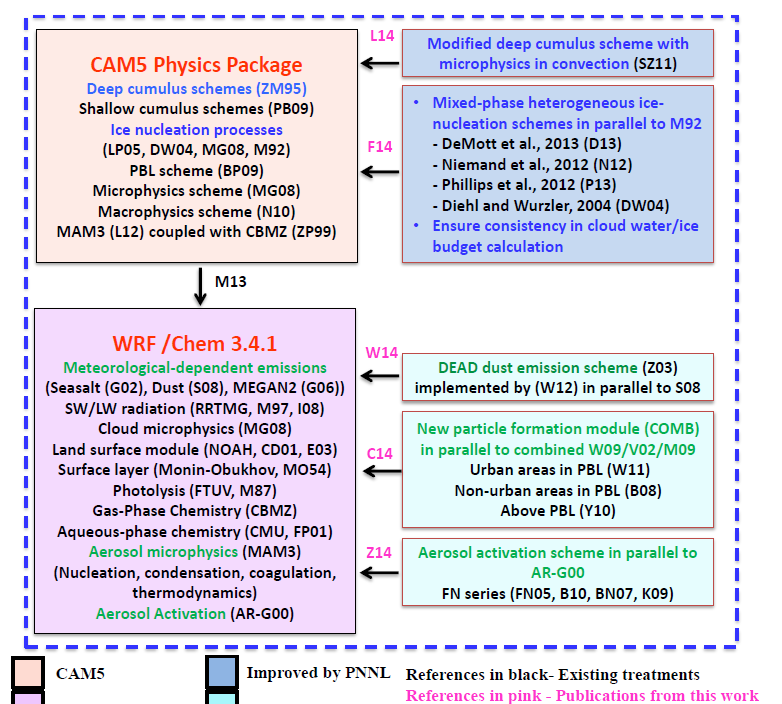 CAM5 Physics Package
Deep cumulus schemes (ZM95)
Shallow cumulus schemes (PB09)
Ice nucleation processes
(LP05, DW04, MG08, M92)
PBL scheme (BP09)
Microphysics scheme (MG08)
Macrophysics scheme (N10)
MAM3 (L12) coupled with CBMZ (ZP99)
L14
Modified deep cumulus scheme with
microphysics in convection (SZ11)
F14
• Mixed-phase heterogeneous ice-
nucleation schemes in parallel to M92
- DeMott et al., 2013 (D13)
- Niemand et al., 2012 (N12)
- Phillips et al., 2012 (P13)
- Diehl and Wurzler, 2004 (DW04)
• Ensure consistency in cloud water/ice
budget calculation
M13
WRF /Chem 3.4.1
Meteorological-dependent emissions
(Seasalt (G02), Dust (S08), MEGAN2 (G06))
SW/LW radiation (RRTMG, M97, I08)
Cloud microphysics (MG08)
Land surface module (NOAH, CD01, E03)
Surface layer (Monin-Obukhov, MO54)
Photolysis (FTUV, M87)
Gas-Phase Chemistry (CBMZ)
Aqueous-phase chemistry (CMU, FP01)
Aerosol microphysics (MAM3)
(Nucleation, condensation, coagulation,
thermodynamics)
Aerosol Activation (AR-G00)
W14
DEAD dust emission scheme (Z03)
implemented by (W12) in parallel to S08
C14
New particle formation module (COMB)
in parallel to combined W09/V02/M09
Urban areas in PBL (W11)
Non-urban areas in PBL (B08)
Above PBL (Y10)
Z14
Aerosol activation scheme in parallel to
AR-G00
FN series (FN05, B10, BN07, K09)
CAM5
Improved by PNNL
References in black- Existing treatments
References in pink - Publications from this work